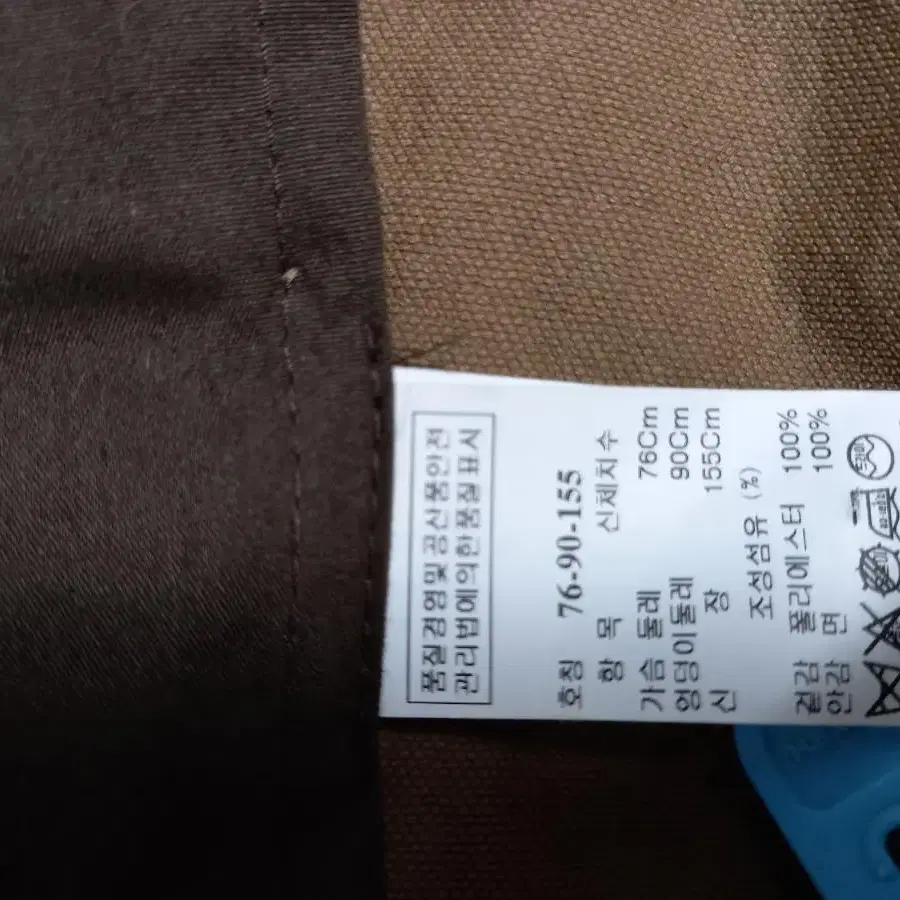 품질경영및공산품안전
관리법에의한품질표시
호칭 76-90-155
항 목 신체치수
가슴 둘레 76Cm
엉덩이둘레 90Cm
신 장 155Cm
조성섬유 (%)
겉감 폴리에스터 100%
안감 면 100%
드라이